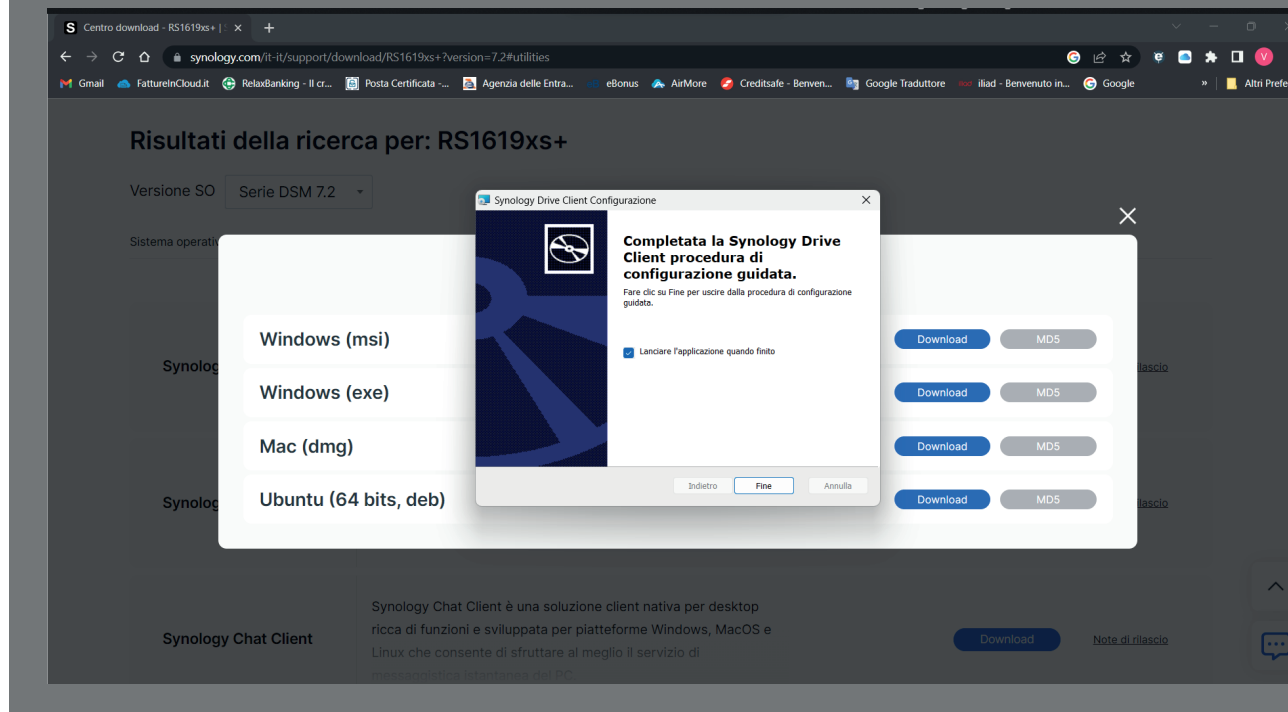 S Centro download - RS1619xs+ |
synology.com/it-it/support/download/RS1619xs+?version=7.2#utilities
Gmail FattureInCloud.it RelaxBanking - Il cr... Posta Certificata -... Agenzia delle Entra... eBonus AirMore Creditsafe - Benven... Google Traduttore iliad - Benvenuto in... Google » Altri Prefe
Risultati della ricerca per: RS1619xs+
Versione SO Serie DSM 7.2
Sistema operativ
Synology Drive Client Configurazione
Completata la Synology Drive
Client procedura di
configurazione guidata.
Fare clic su Fine per uscire dalla procedura di configurazione
guidata.
Lanciare l'applicazione quando finito
Indietro Fine Annulla
Windows (msi) Download MD5
Synolog ilascio
Windows (exe) Download MD5
Mac (dmg) Download MD5
Ubuntu (64 bits, deb) Download MD5
Synolog ilascio
Synology Chat Client è una soluzione client nativa per desktop
ricca di funzioni e sviluppata per piatteforme Windows, MacOS e
Linux che consente di sfruttare al meglio il servizio di
messaggistica istantanea del PC.
Synology Chat Client Download Note di rilascio